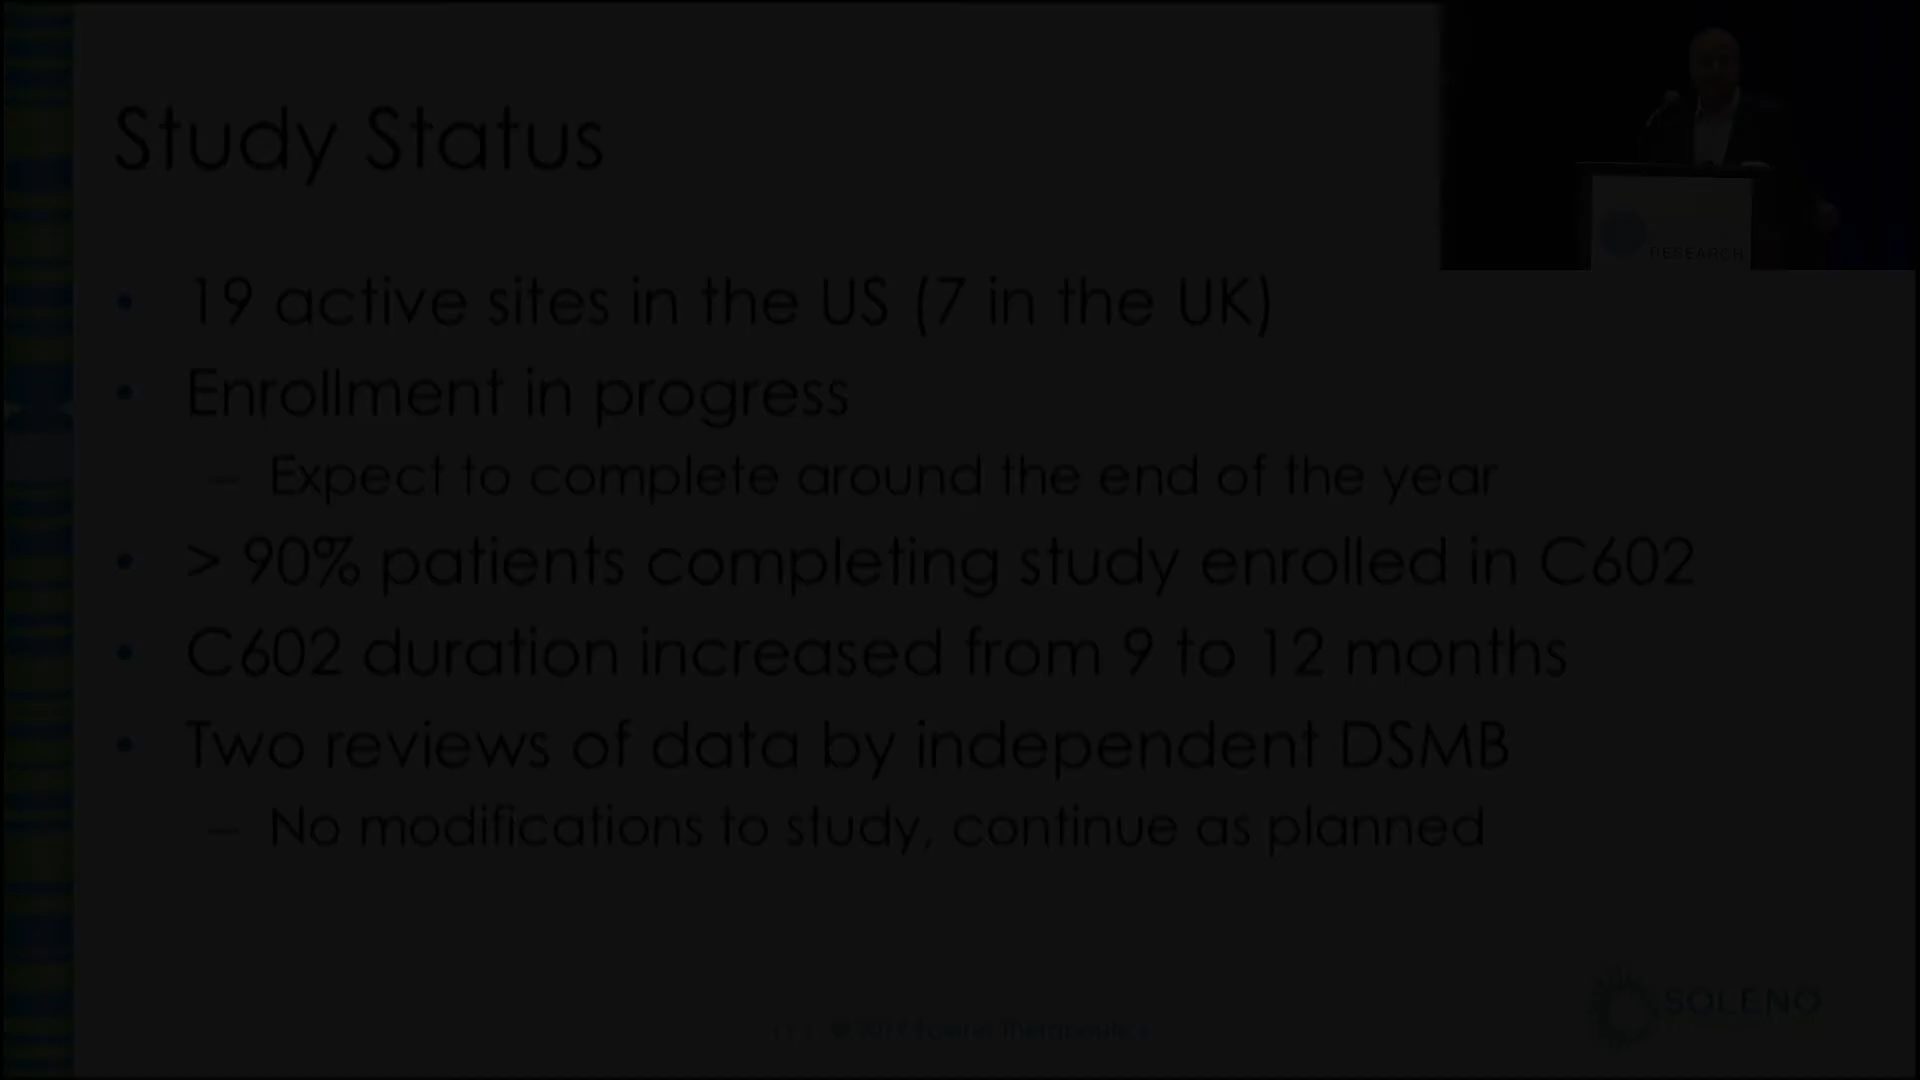 Study Status
RESEARCH
• 19 active sites in the US (7 in the UK)
• Enrollment in progress
– Expect to complete around the end of the year
• > 90% patients completing study enrolled in C602
• C602 duration increased from 9 to 12 months
• Two reviews of data by independent DSMB
– No modifications to study, continue as planned
SOLENO
Therapeutics